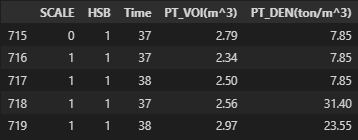 SCALE HSB Time PT_VOl(m^3) PT_DEN(ton/m^3)
715 0 1 37 2.79 7.85
716 1 1 37 2.34 7.85
717 1 1 38 2.50 7.85
718 1 1 37 2.56 31.40
719 1 1 38 2.97 23.55